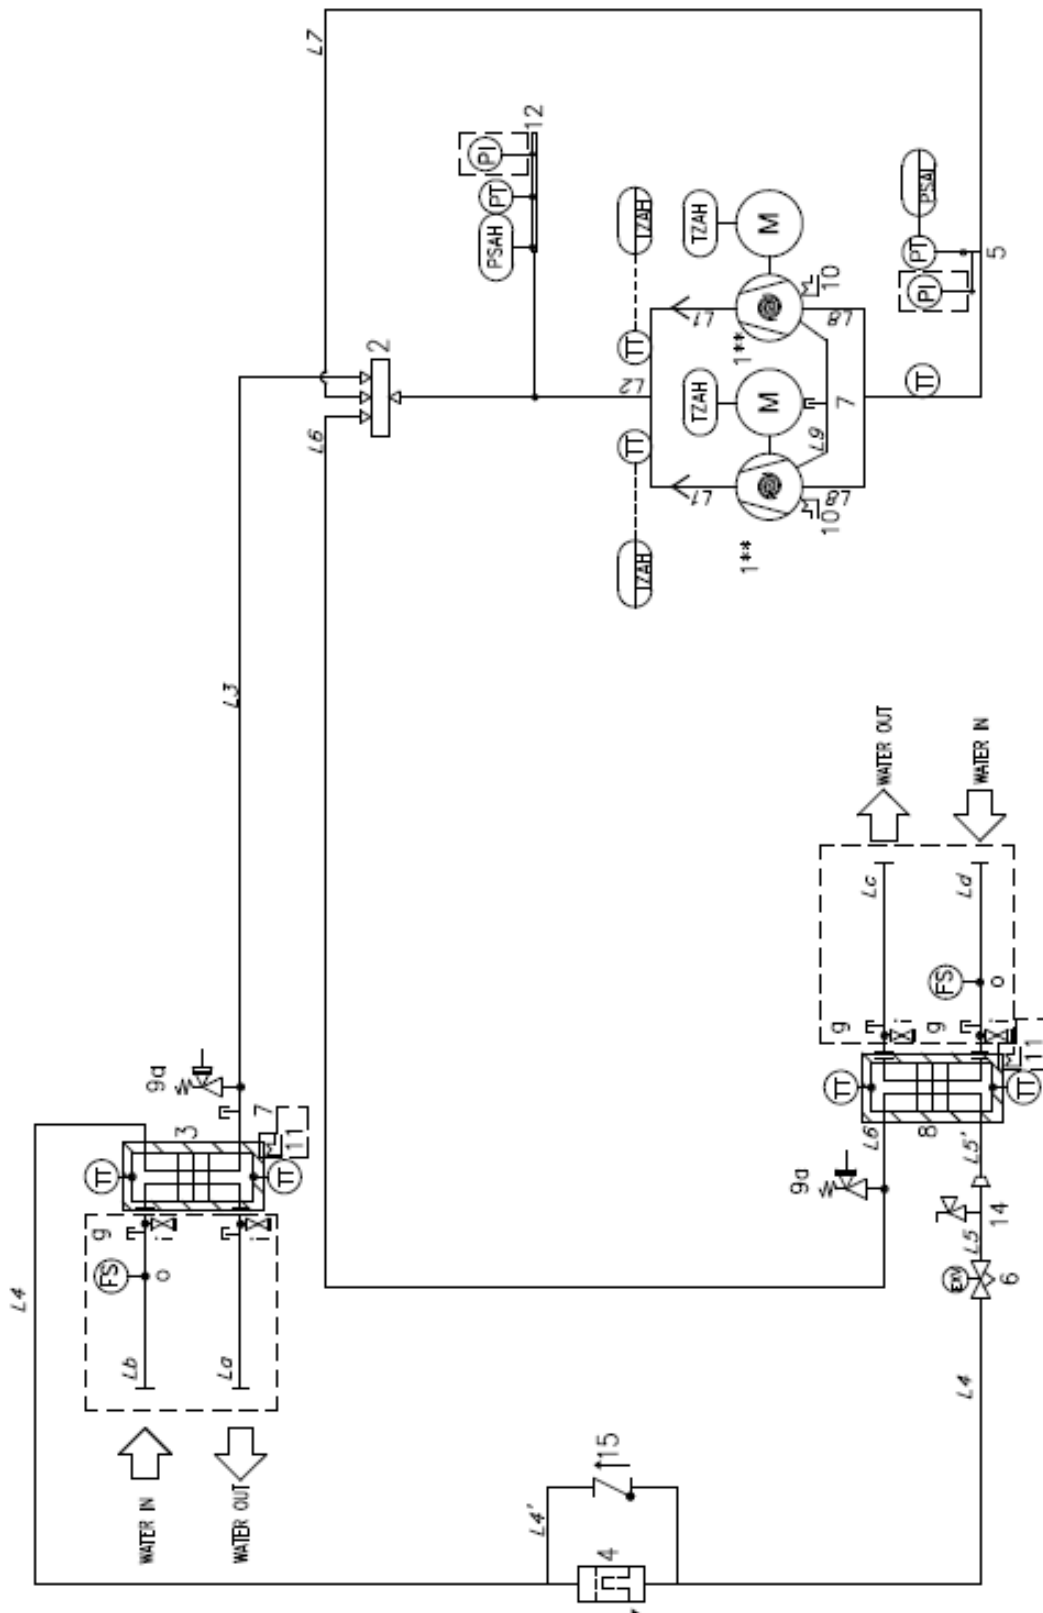 L7
12
PI
PT
PSAH
TZAH
TZAH
M
PSAL
PT
PI
5
2
L6
L2
TT
TT
1**
L1
10
L8
TZAH
M
7
TT
L9
L1
L8
10
1**
TZAH
L3
9a
7
3
11
TT
TT
g
i
i
FS
o
Lb
La
WATER IN
WATER OUT
L4
WATER OUT
WATER IN
Lc
Ld
FS
o
g
g
i
i
11
TT
TT
8
L6
L5'
9a
14
L5
EXV
6
L4
15
L4'
4